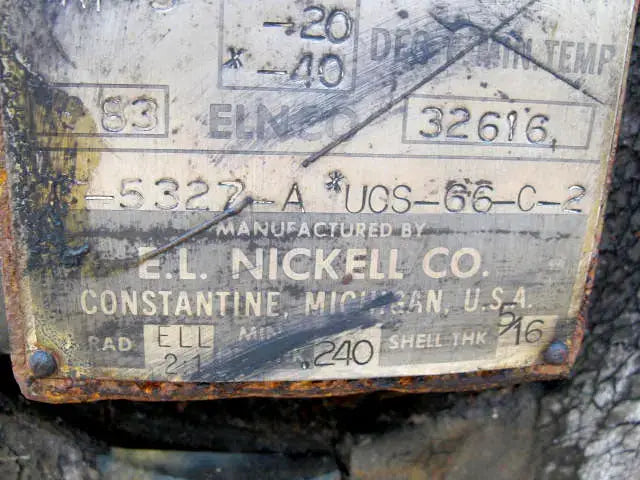 -20
*-40 DEG F MIN TEMP
83 ELNCO 32616
-5327-A *UCS-66-C-2
MANUFACTURED BY
E.L. NICKELL CO.
CONSTANTINE, MICHIGAN, U.S.A.
RAD ELL 2:1 MIN .240 SHELL THK 5/16